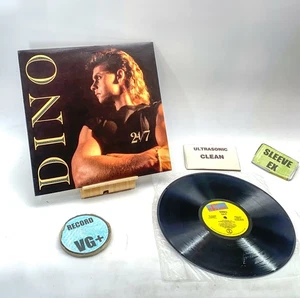 DINO
24/7
ULTRASONIC
CLEAN
SLEEVE
EX
RECORD
VG+